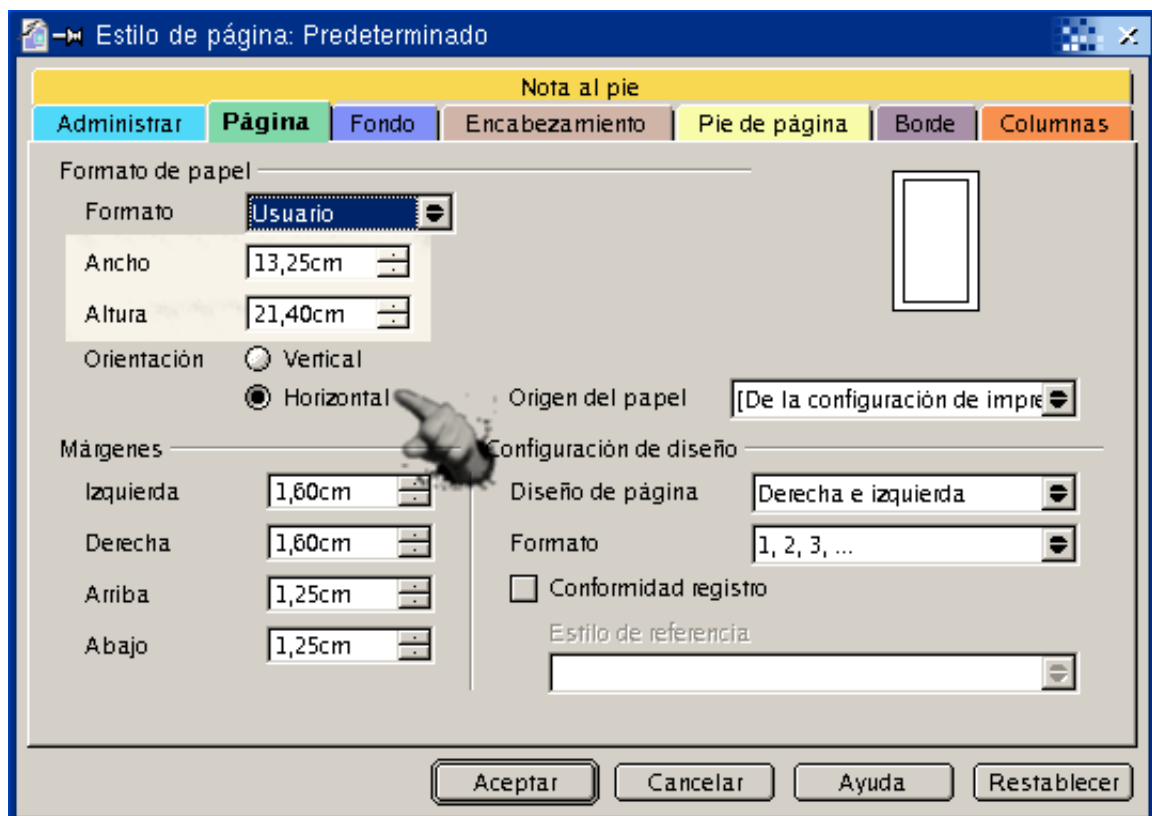 Estilo de página: Predeterminado
Nota al pie
Administrar Página Fondo Encabezamiento Pie de página Borde Columnas
Formato de papel
Formato Usuario
Ancho 13,25cm
Altura 21,40cm
Orientación Vertical
Horizontal
Origen del papel [De la configuración de impre
Márgenes
Izquierda 1,60cm
Derecha 1,60cm
Arriba 1,25cm
Abajo 1,25cm
Configuración de diseño
Diseño de página Derecha e izquierda
Formato 1, 2, 3, ...
Conformidad registro
Estilo de referencia
Aceptar Cancelar Ayuda Restablecer